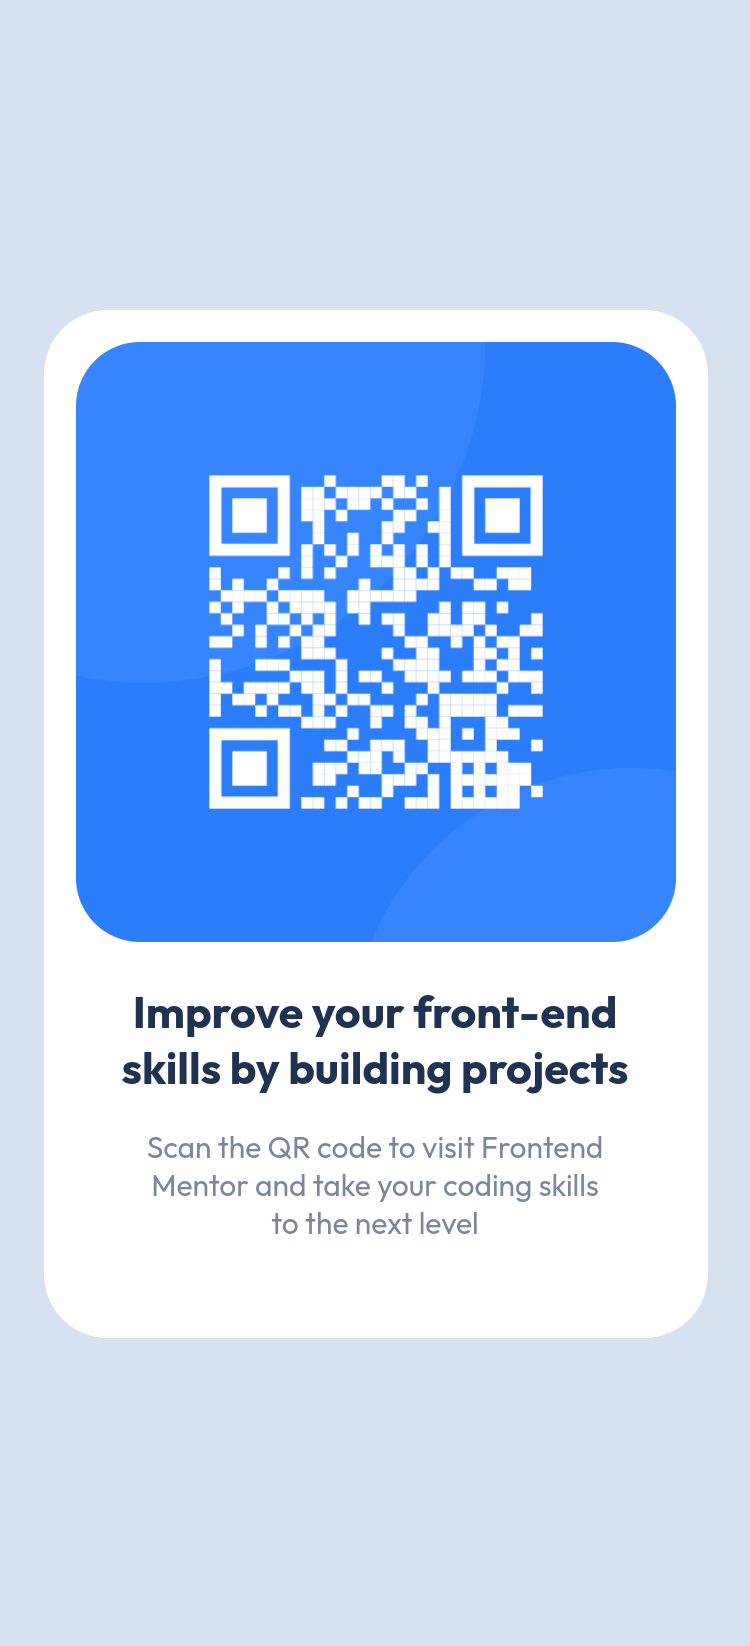 Improve your front-end
skills by building projects
Scan the QR code to visit Frontend
Mentor and take your coding skills
to the next level